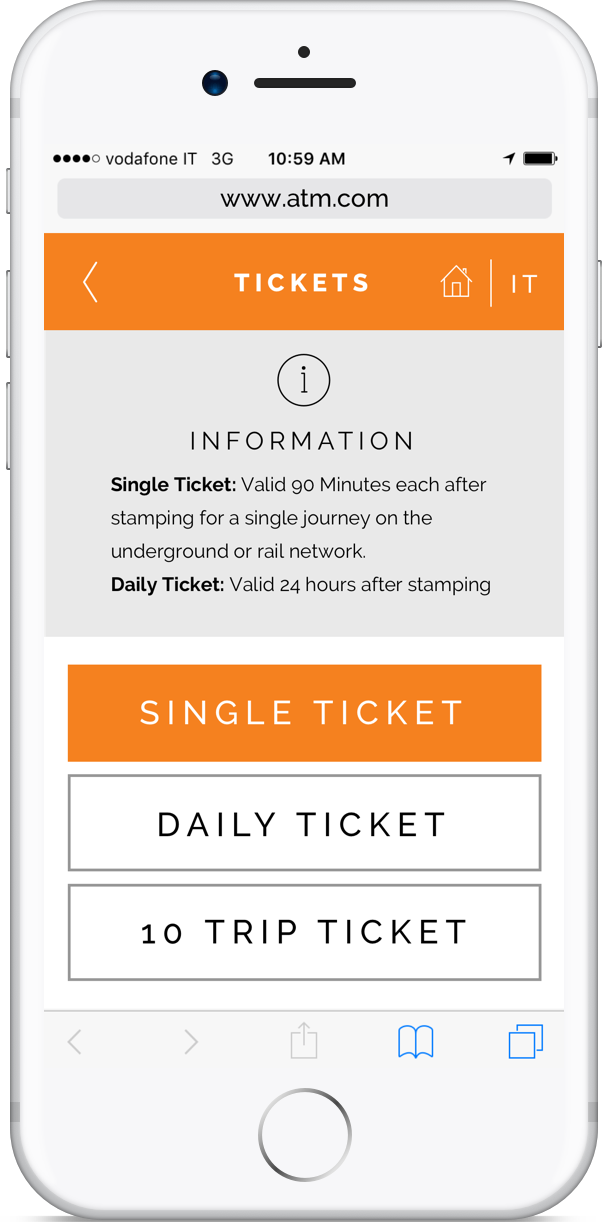 vodafone IT 3G 10:59 AM
www.atm.com
TICKETS IT
i
INFORMATION
Single Ticket: Valid 90 Minutes each after
stamping for a single journey on the
underground or rail network.
Daily Ticket: Valid 24 hours after stamping
SINGLE TICKET
DAILY TICKET
10 TRIP TICKET